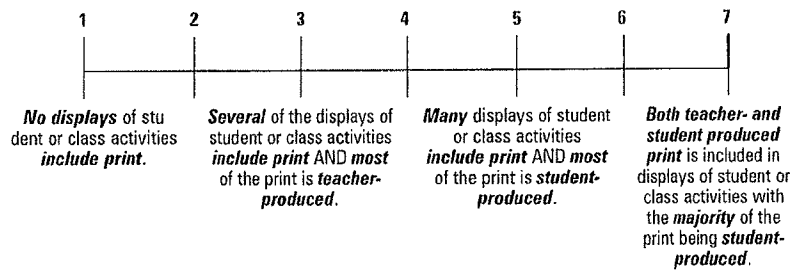 1 2 3 4 5 6 7
No displays of stu
dent or class activities
include print.
Several of the displays of
student or class activities
include print AND most
of the print is teacher-
produced.
Many displays of student
or class activities
include print AND most
of the print is student-
produced.
Both teacher- and
student produced
print is included in
displays of student or
class activities with
the majority of the
print being student-
produced.